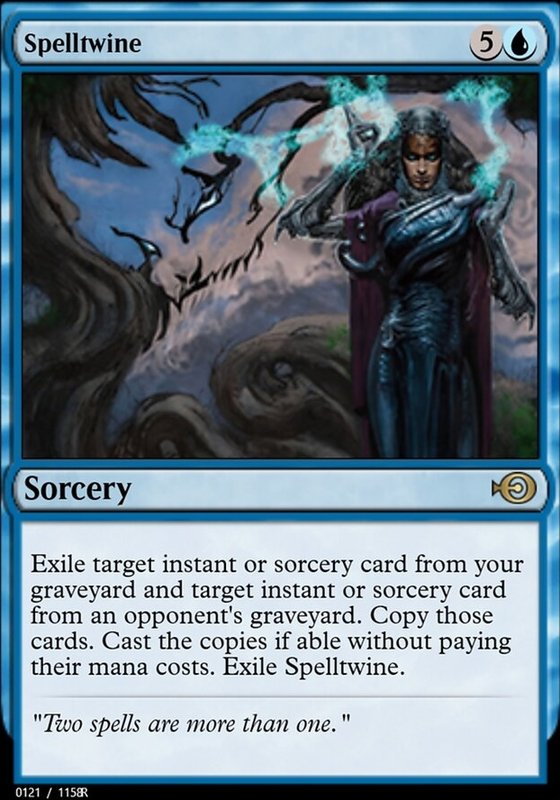 Spelltwine 5
Sorcery
Exile target instant or sorcery card from your
graveyard and target instant or sorcery card
from an opponent's graveyard. Copy those
cards. Cast the copies if able without paying
their mana costs. Exile Spelltwine.
"Two spells are more than one."
0121 / 1158R